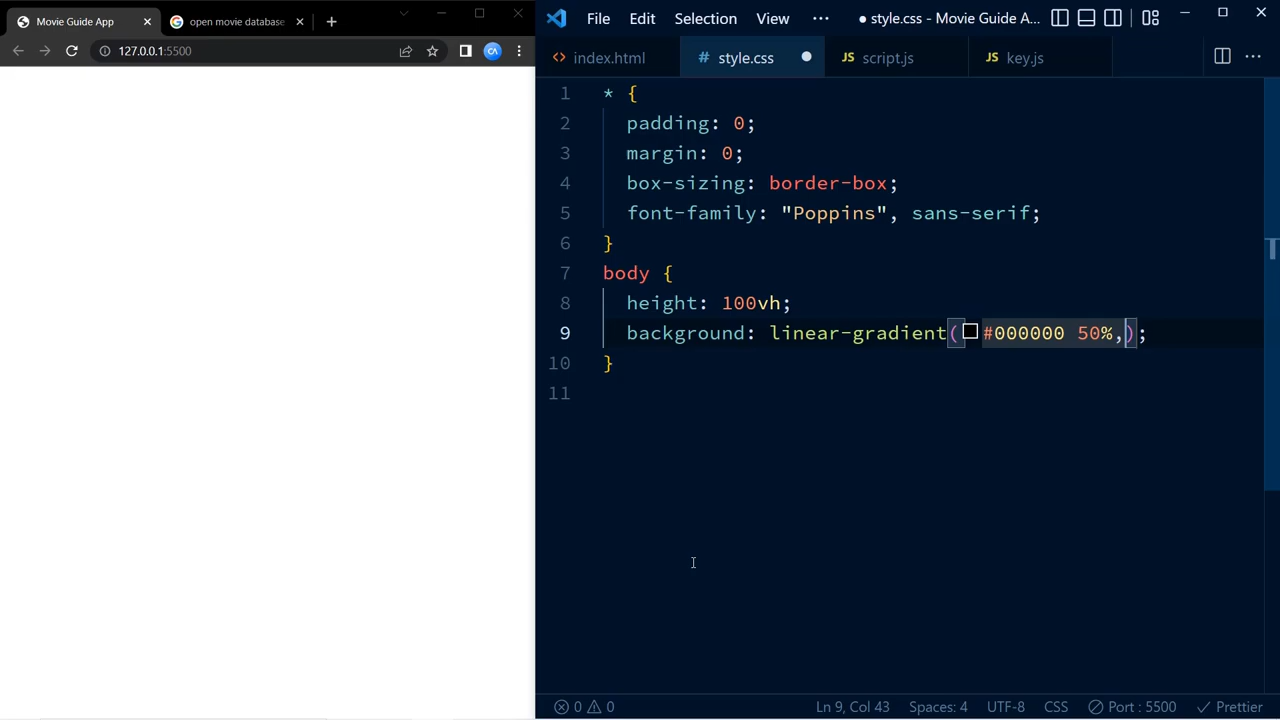 Movie Guide App
open movie database
127.0.0.1:5500
File Edit Selection View ··· ● style.css - Movie Guide A...
<> index.html
# style.css ●
JS script.js
JS key.js
1 * {
2 padding: 0;
3 margin: 0;
4 box-sizing: border-box;
5 font-family: "Poppins", sans-serif;
6 }
7 body {
8 height: 100vh;
9 background: linear-gradient(#000000 50%,);
10 }
11
0 0 Ln 9, Col 43 Spaces: 4 UTF-8 CSS Port : 5500 Prettier